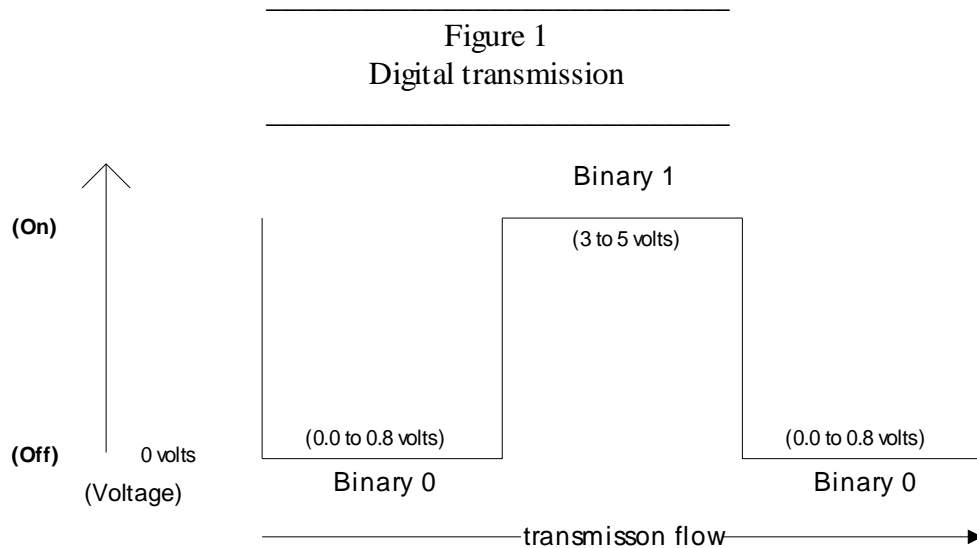 Figure 1
Digital transmission
Binary 1
(On)
(3 to 5 volts)
(0.0 to 0.8 volts)
(0.0 to 0.8 volts)
(Off)
0 volts
(Voltage)
Binary 0
Binary 0
transmisson flow